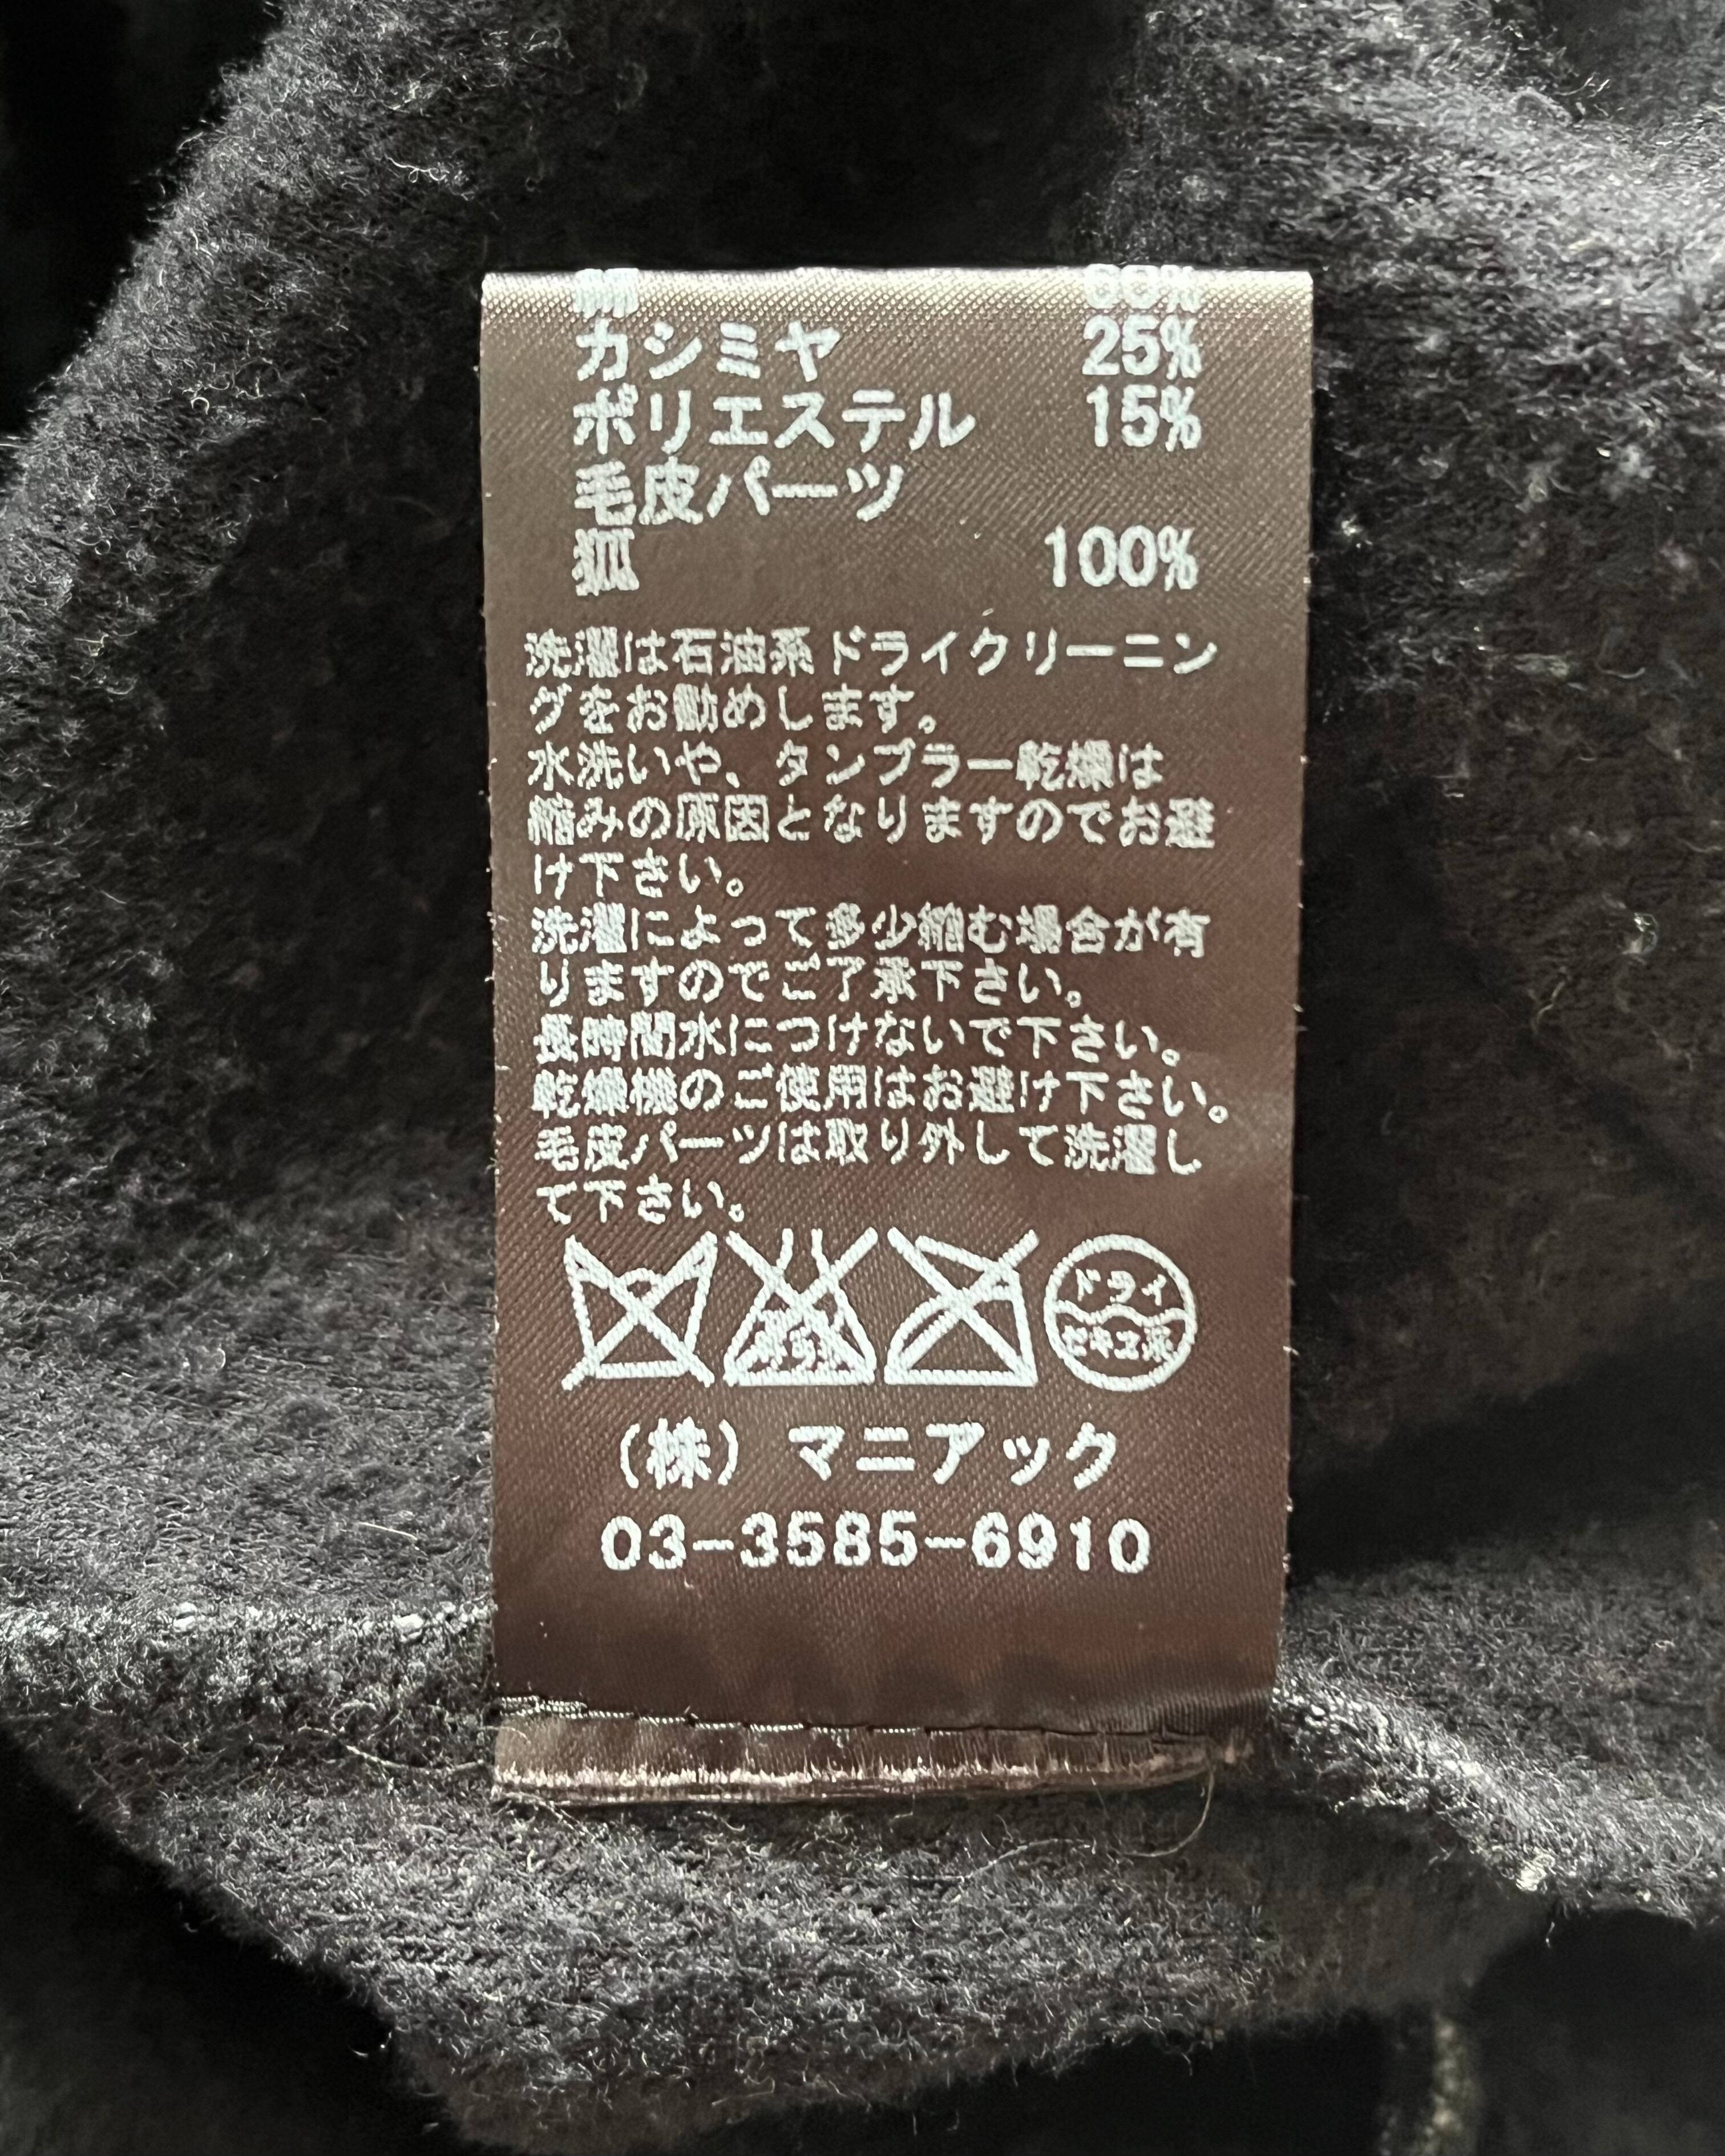 カシミヤ 25%
ポリエステル 15%
毛皮パーツ
狐 100%
洗濯は石油系ドライクリーニン
グをお勧めします。
水洗いや、タンブラー乾燥は
縮みの原因となりますのでお避
け下さい。
洗濯によって多少縮む場合が有
りますのでご了承下さい。
長時間水につけないで下さい。
乾燥機のご使用はお避け下さい。
毛皮パーツは取り外して洗濯し
て下さい。
ドライ
セキユ系
(株) マニアック
03-3585-6910